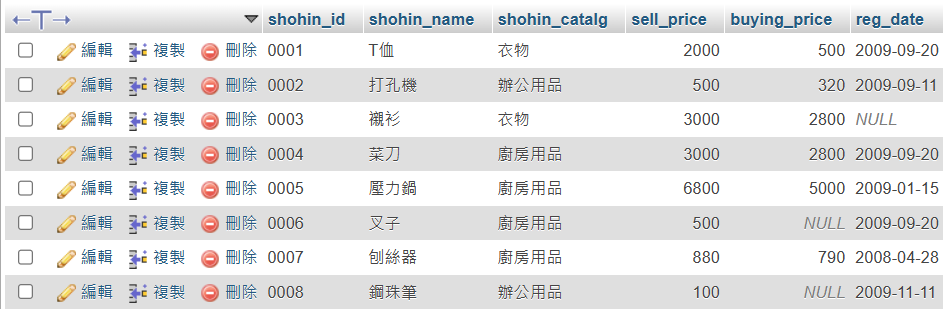 shohin_id shohin_name shohin_catalg sell_price buying_price reg_date
編輯 複製 刪除 0001 T恤 衣物 2000 500 2009-09-20
編輯 複製 刪除 0002 打孔機 辦公用品 500 320 2009-09-11
編輯 複製 刪除 0003 襯衫 衣物 3000 2800 NULL
編輯 複製 刪除 0004 菜刀 廚房用品 3000 2800 2009-09-20
編輯 複製 刪除 0005 壓力鍋 廚房用品 6800 5000 2009-01-15
編輯 複製 刪除 0006 叉子 廚房用品 500 NULL 2009-09-20
編輯 複製 刪除 0007 刨絲器 廚房用品 880 790 2008-04-28
編輯 複製 刪除 0008 鋼珠筆 辦公用品 100 NULL 2009-11-11